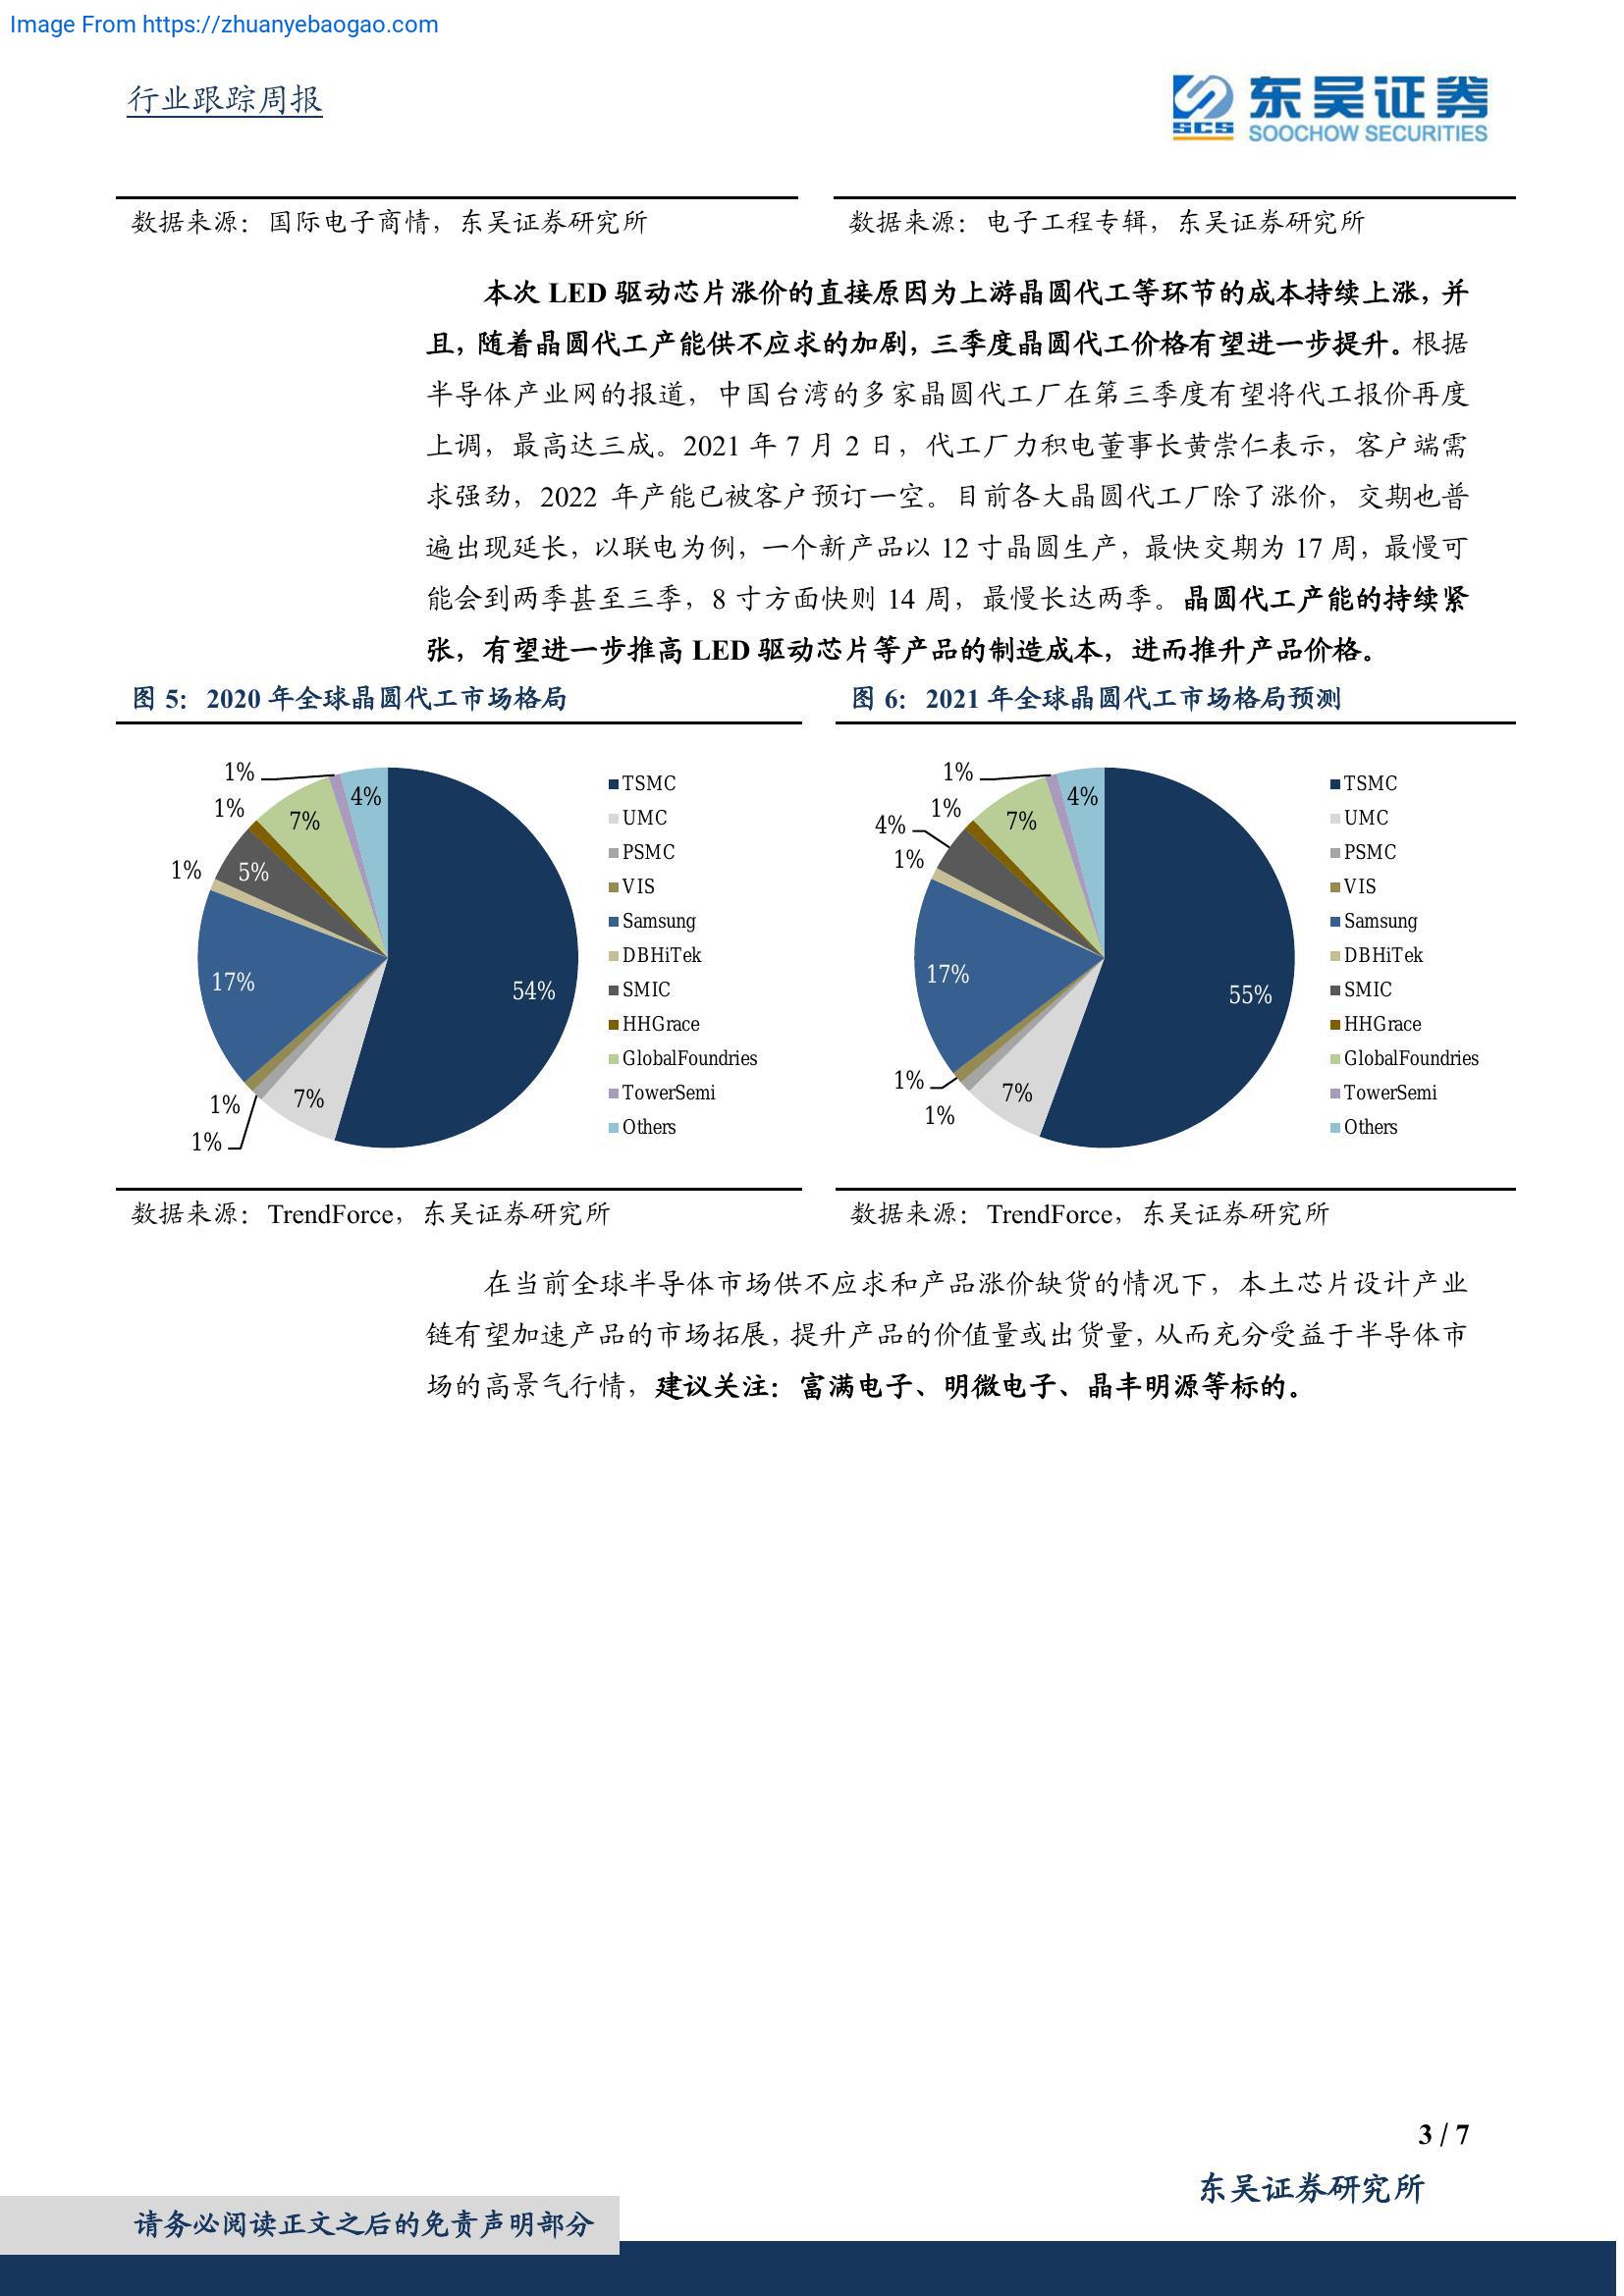 Image From https://zhuanyebaogao.com
行业跟踪周报
SCS 东吴证券
SOOCHOW SECURITIES
数据来源：国际电子商情，东吴证券研究所
数据来源：电子工程专辑，东吴证券研究所
本次 LED 驱动芯片涨价的直接原因为上游晶圆代工等环节的成本持续上涨，并
且，随着晶圆代工产能供不应求的加剧，三季度晶圆代工价格有望进一步提升。根据
半导体产业网的报道，中国台湾的多家晶圆代工厂在第三季度有望将代工报价再度
上调，最高达三成。2021 年 7 月 2 日，代工厂力积电董事长黄崇仁表示，客户端需
求强劲，2022 年产能已被客户预订一空。目前各大晶圆代工厂除了涨价，交期也普
遍出现延长，以联电为例，一个新产品以 12 寸晶圆生产，最快交期为 17 周，最慢可
能会到两季甚至三季，8 寸方面快则 14 周，最慢长达两季。晶圆代工产能的持续紧
张，有望进一步推高 LED 驱动芯片等产品的制造成本，进而推升产品价格。
图 5：2020 年全球晶圆代工市场格局
1%
1%
1%
5%
7%
4%
17%
54%
1%
1%
7%
TSMC
UMC
PSMC
VIS
Samsung
DBHiTek
SMIC
HHGrace
GlobalFoundries
TowerSemi
Others
数据来源：TrendForce，东吴证券研究所
图 6：2021 年全球晶圆代工市场格局预测
1%
1%
4%
1%
7%
4%
17%
55%
1%
1%
7%
TSMC
UMC
PSMC
VIS
Samsung
DBHiTek
SMIC
HHGrace
GlobalFoundries
TowerSemi
Others
数据来源：TrendForce，东吴证券研究所
在当前全球半导体市场供不应求和产品涨价缺货的情况下，本土芯片设计产业
链有望加速产品的市场拓展，提升产品的价值量或出货量，从而充分受益于半导体市
场的高景气行情，建议关注：富满电子、明微电子、晶丰明源等标的。
3 / 7
东吴证券研究所
请务必阅读正文之后的免责声明部分